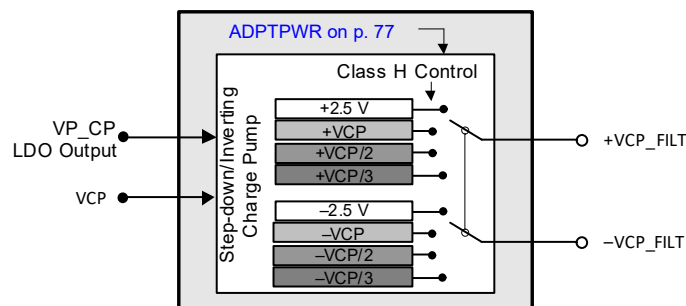 ADPTPWR on p. 77
Class H Control
Step-down/Inverting
Charge Pump
VP_CP
LDO Output
VCP
+2.5 V
+VCP
+VCP/2
+VCP/3
–2.5 V
–VCP
–VCP/2
–VCP/3
+VCP_FILT
–VCP_FILT